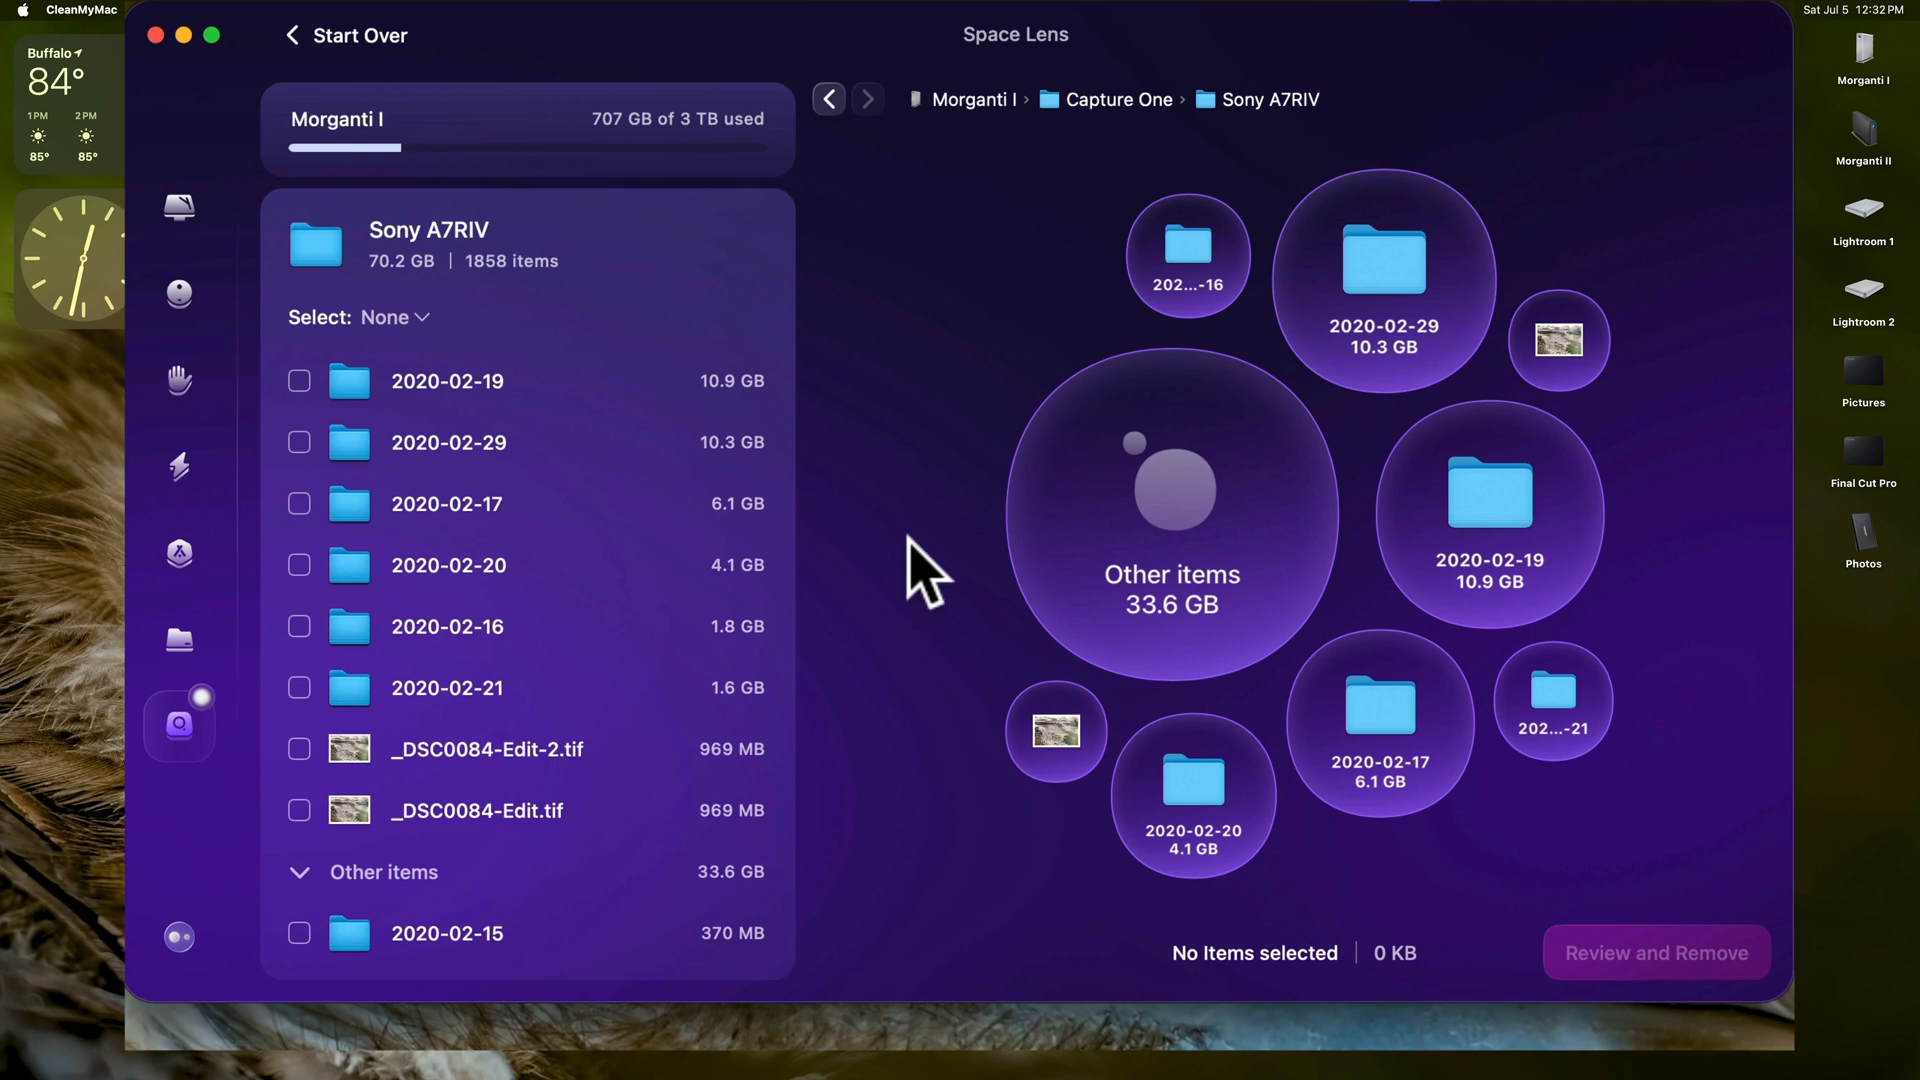 CleanMyMac
Sat Jul 5 12:32 PM
Buffalo
84°
1 PM
2 PM
85°
85°
Start Over
Space Lens
Morganti I
707 GB of 3 TB used
Morganti I
Capture One
Sony A7RIV
Sony A7RIV
70.2 GB | 1858 items
Select: None
2020-02-19 10.9 GB
2020-02-29 10.3 GB
2020-02-17 6.1 GB
2020-02-20 4.1 GB
2020-02-16 1.8 GB
2020-02-21 1.6 GB
_DSC0084-Edit-2.tif 969 MB
_DSC0084-Edit.tif 969 MB
Other items 33.6 GB
2020-02-15 370 MB
202...-16
2020-02-29
10.3 GB
Other items
33.6 GB
2020-02-19
10.9 GB
2020-02-17
6.1 GB
202...-21
2020-02-20
4.1 GB
No Items selected | 0 KB
Review and Remove
Morganti I
Morganti II
Lightroom 1
Lightroom 2
Pictures
Final Cut Pro
Photos